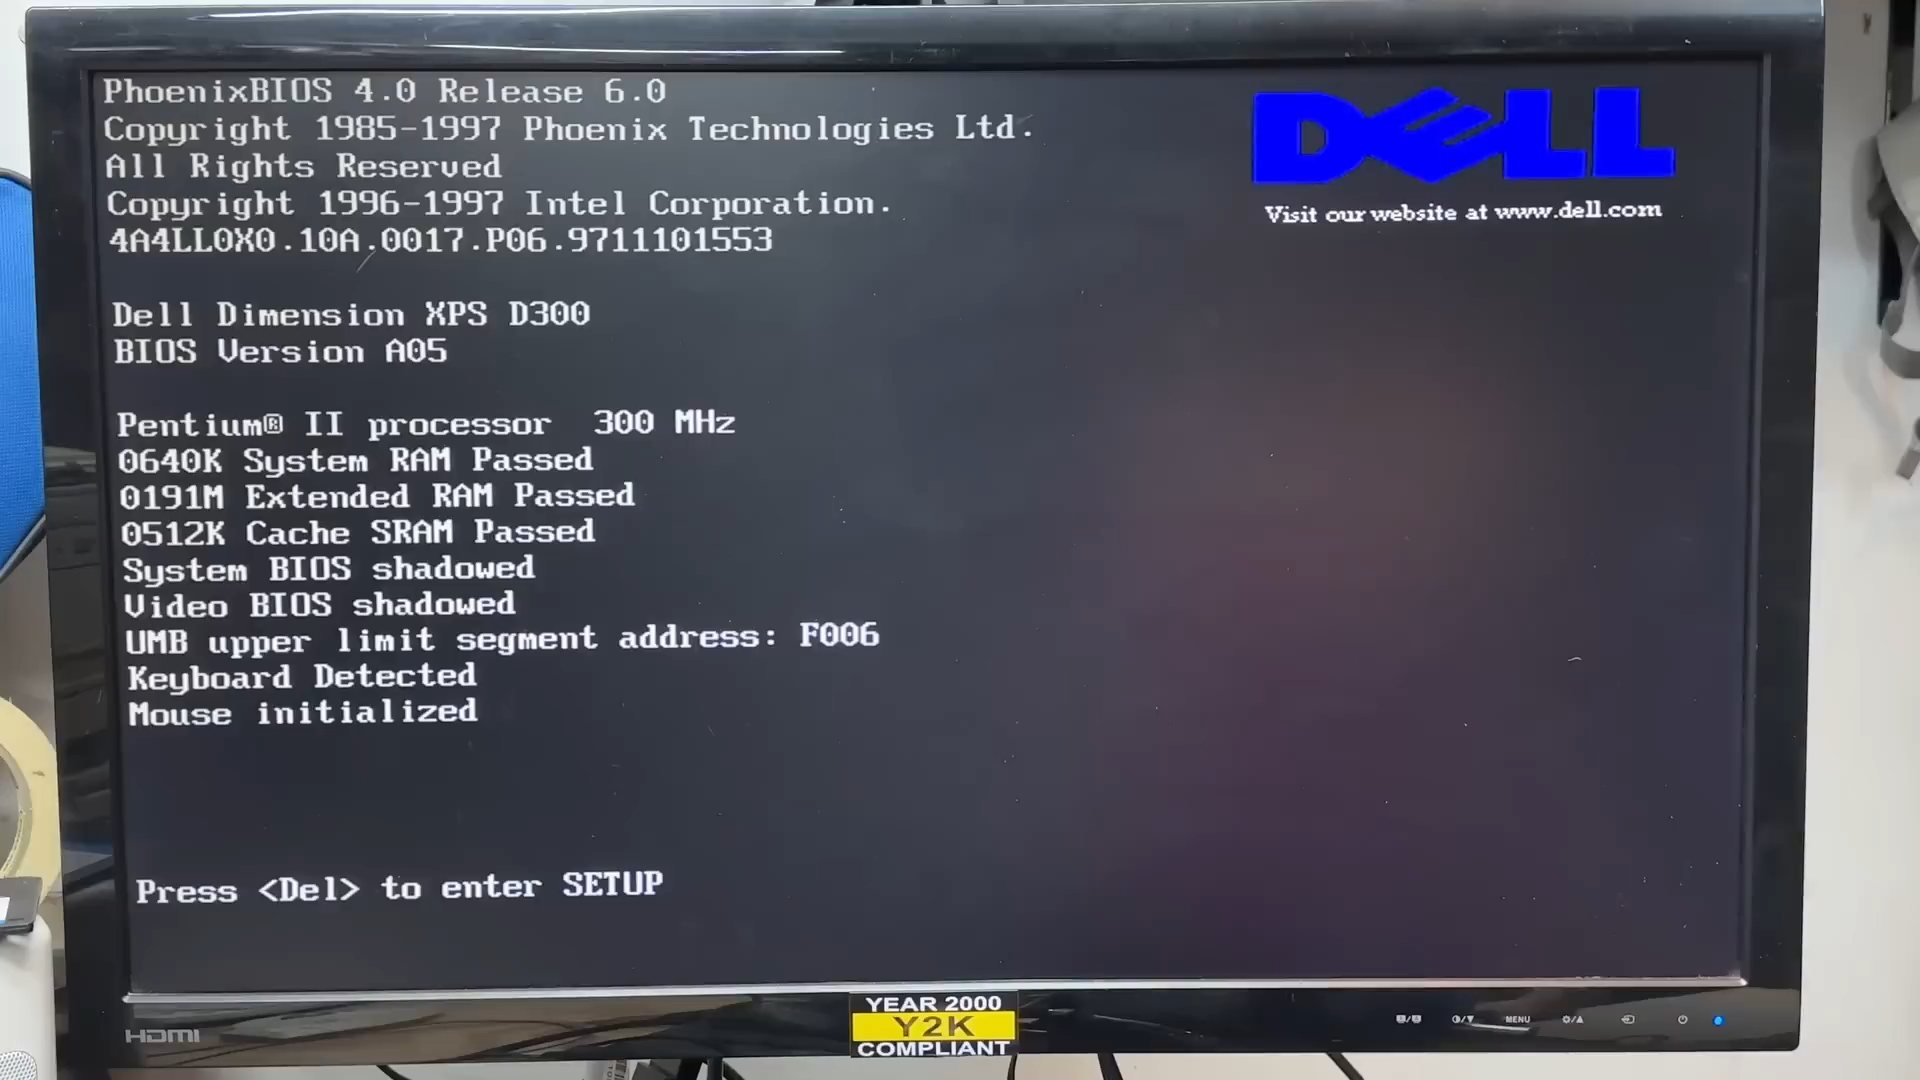 PhoenixBIOS 4.0 Release 6.0
Copyright 1985-1997 Phoenix Technologies Ltd.
All Rights Reserved
Copyright 1996-1997 Intel Corporation.
4A4LL0X0.10A.0017.P06.9711101553
DELL
Visit our website at www.dell.com
Dell Dimension XPS D300
BIOS Version A05
Pentium® II processor  300 MHz
0640K System RAM Passed
0191M Extended RAM Passed
0512K Cache SRAM Passed
System BIOS shadowed
Video BIOS shadowed
UMB upper limit segment address: F006
Keyboard Detected
Mouse initialized
Press <Del> to enter SETUP
HDMI
YEAR 2000
Y2K
COMPLIANT
MENU